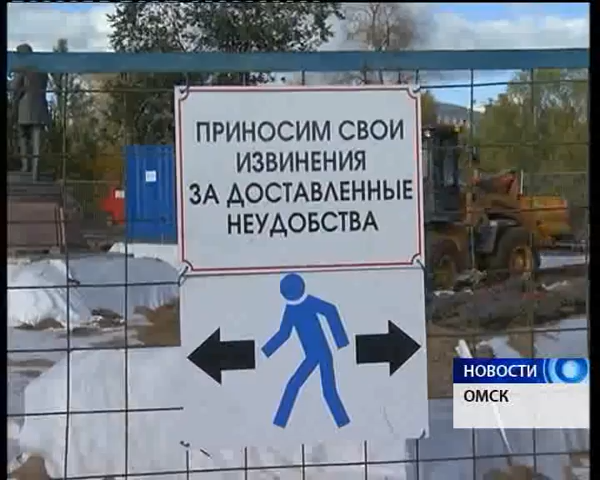 ПРИНОСИМ СВОИ
ИЗВИНЕНИЯ
ЗА ДОСТАВЛЕННЫЕ
НЕУДОБСТВА
НОВОСТИ
ОМСК